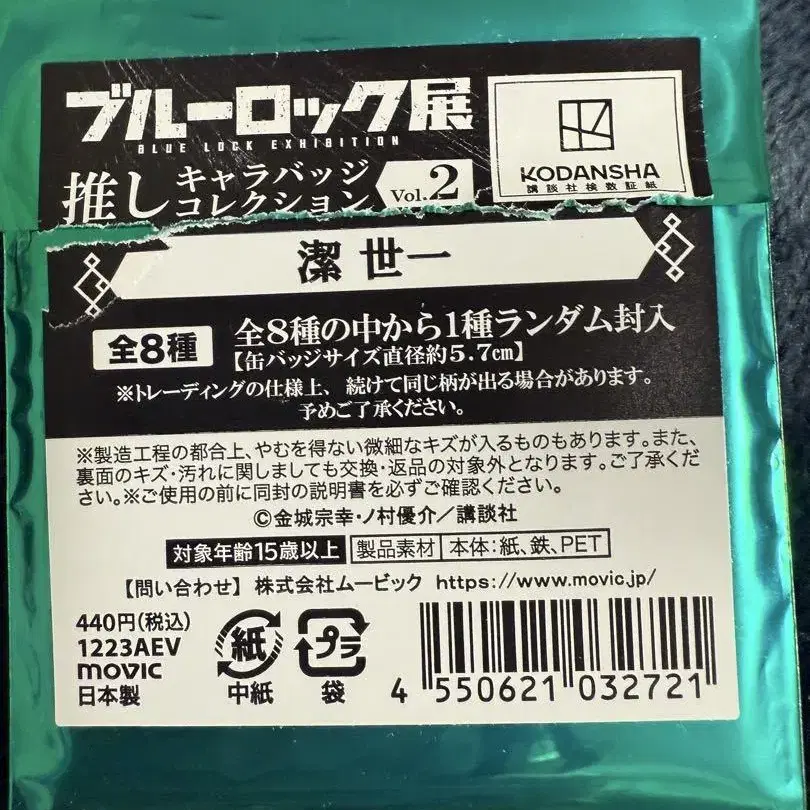 ブルーロック展
BLUE LOCK EXHIBITION
推しキャラバッジコレクション Vol.2
KODANSHA
講談社検数証紙
潔 世一
全8種
全8種の中から1種ランダム封入
【缶バッジサイズ直径約5.7cm】
※トレーディングの仕様上、続けて同じ柄が出る場合があります。
予めご了承ください。
※製造工程の都合上、やむを得ない微細なキズが入るものもあります。また、
裏面のキズ・汚れに関しましても交換・返品の対象外となります。ご了承くだ
さい。※ご使用の前に同封の説明書を必ずご確認ください。
©金城宗幸・ノ村優介/講談社
対象年齢15歳以上 製品素材 本体:紙、鉄、PET
【問い合わせ】 株式会社ムービック https://www.movic.jp/
440円(税込)
1223AEV
movic
日本製
紙
中紙
プラ
袋
4 550621 032721